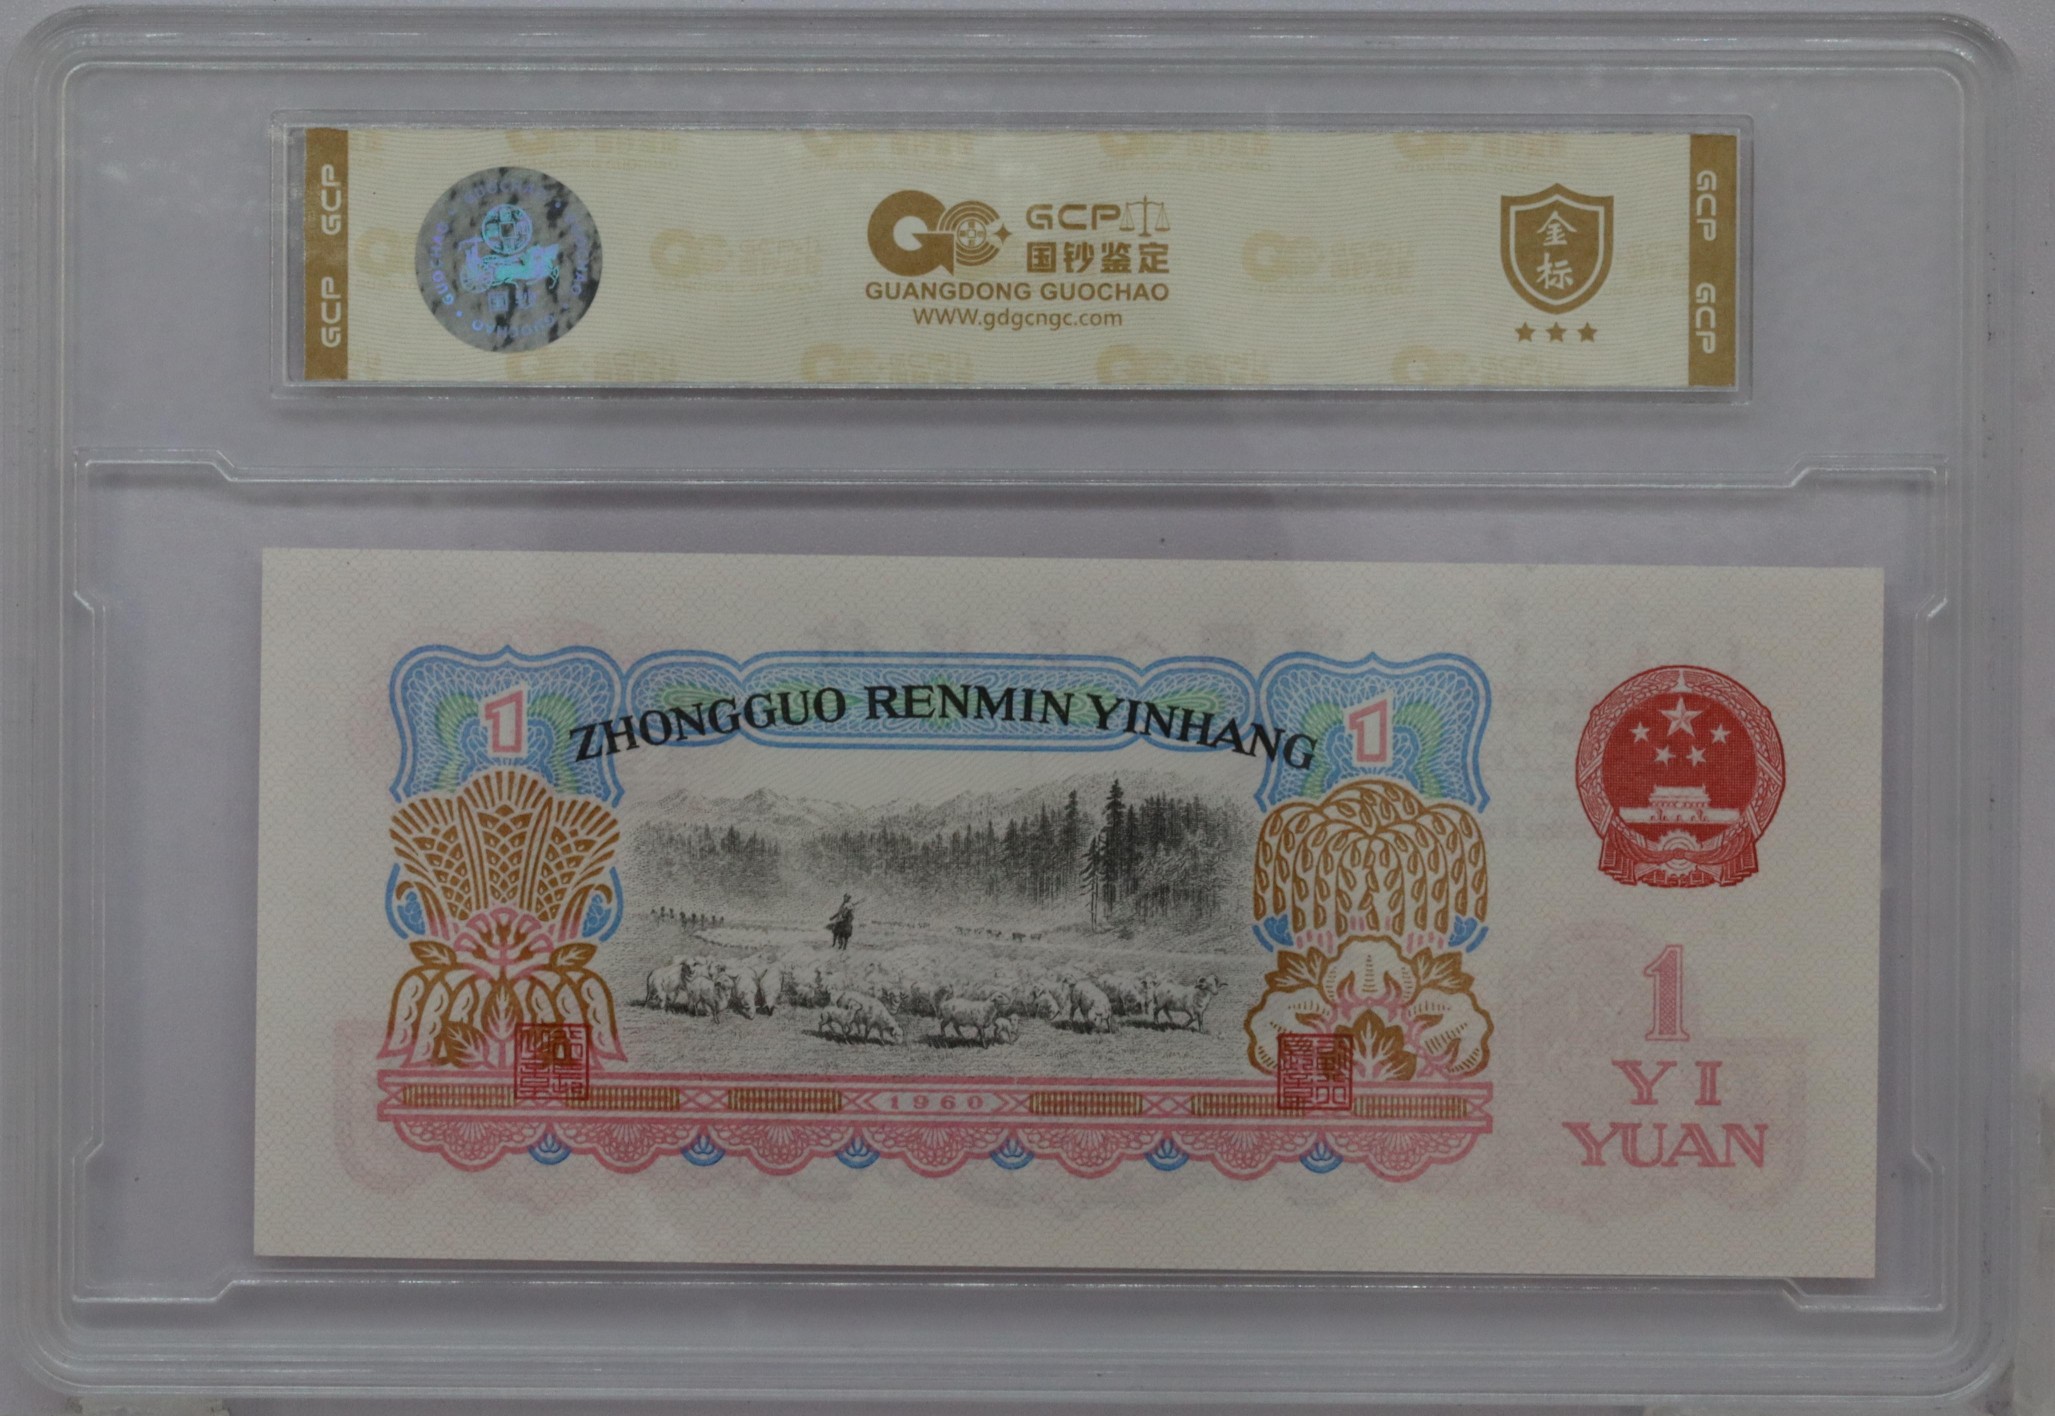 GCP GCP
GCP
国钞鉴定
GUANGDONG GUOCHAO
WWW.gdgcngc.com
金
标
GCP GCP
1
ZHONGGUO RENMIN YINHANG
1
1960
1
YI
YUAN